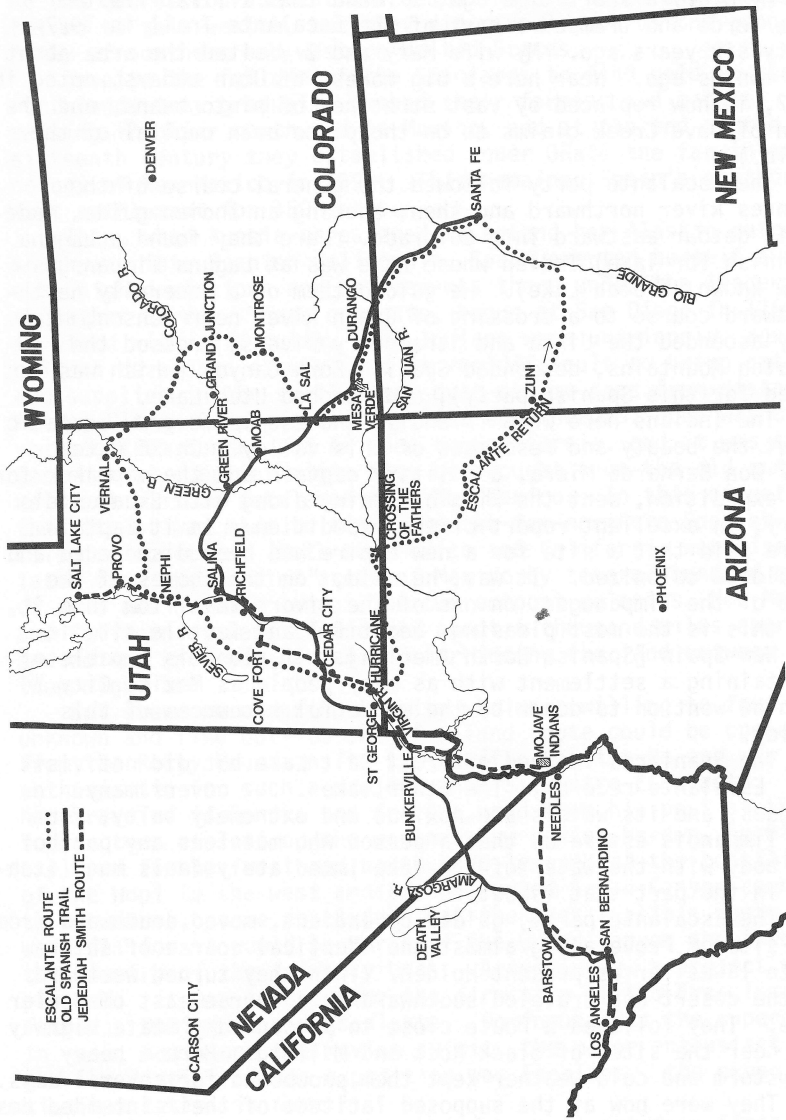 ESCALANTE ROUTE
OLD SPANISH TRAIL
JEDEDIAH SMITH ROUTE
WYOMING
SALT LAKE CITY
PROVO
VERNAL
NEPHI
UTAH
GREEN R.
COLORADO R.
DENVER
GRAND JUNCTION
GREEN RIVER
MONTROSE
COLORADO
SALINA
RICHFIELD
SEVIER R.
COVE FORT
MOAB
LA SAL
CEDAR CITY
CARSON CITY
NEVADA
CALIFORNIA
ST GEORGE
HURRICANE
VIRGIN R.
BUNKERVILLE
CROSSING
OF THE
FATHERS
MESA
VERDE
DURANGO
SAN JUAN R.
SANTA FE
AMARGOSA
R.
DEATH
VALLEY
ESCALANTE RETURN
ZUNI
RIO GRANDE
MOJAVE
INDIANS
NEEDLES
BARSTOW
LOS ANGELES
SAN BERNARDINO
PHOENIX
ARIZONA
NEW MEXICO